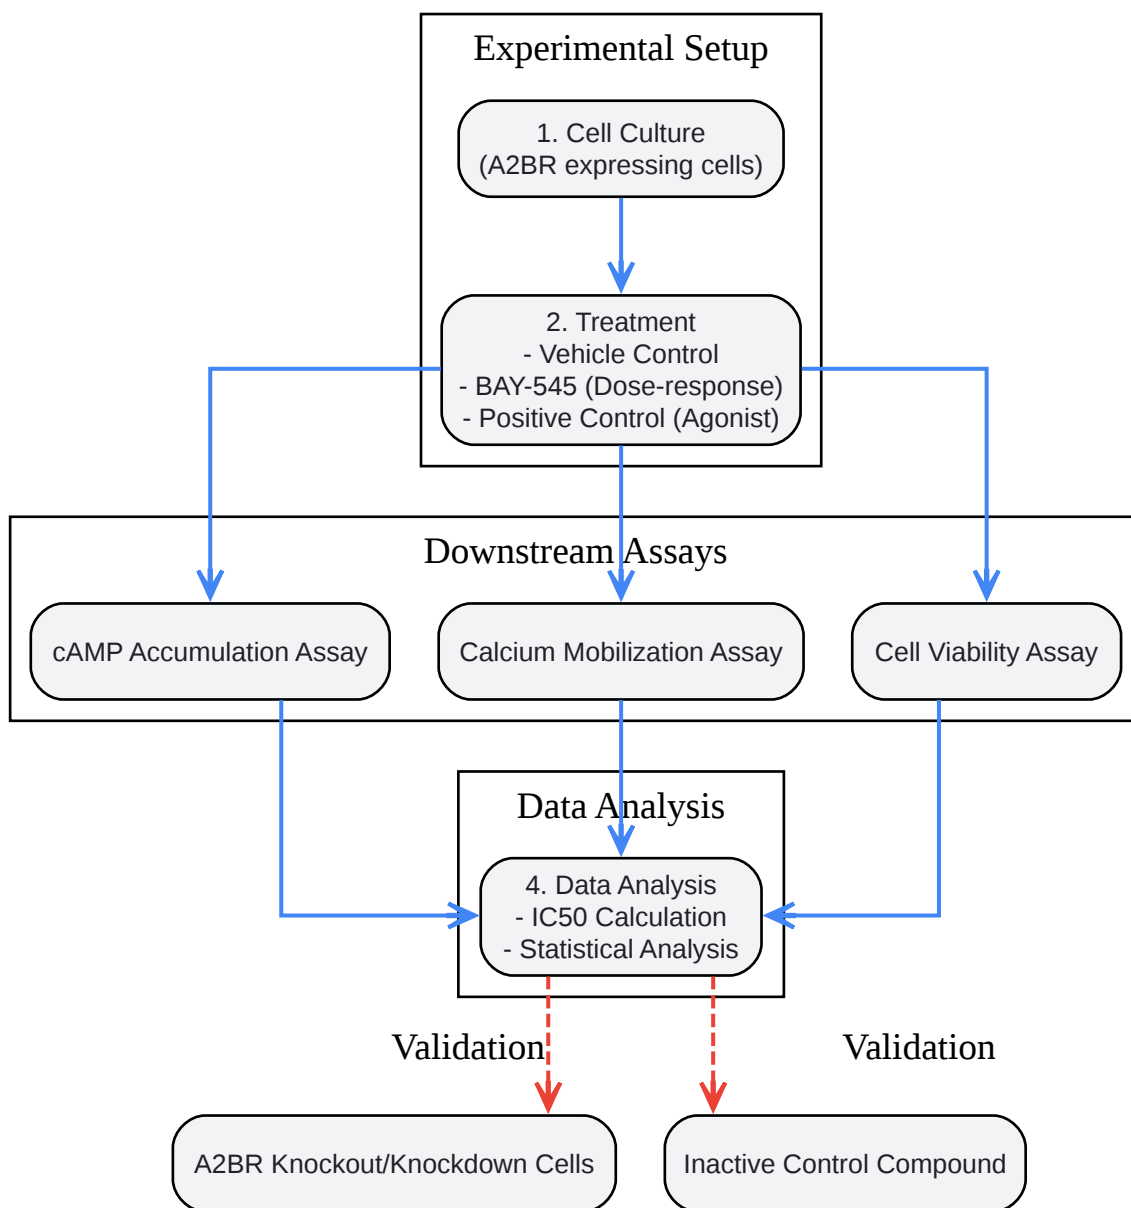 Experimental Setup
1. Cell Culture
(A2BR expressing cells)
2. Treatment
- Vehicle Control
- BAY-545 (Dose-response)
- Positive Control (Agonist)
Downstream Assays
cAMP Accumulation Assay
Calcium Mobilization Assay
Cell Viability Assay
Data Analysis
4. Data Analysis
- IC50 Calculation
- Statistical Analysis
Validation
Validation
A2BR Knockout/Knockdown Cells
Inactive Control Compound